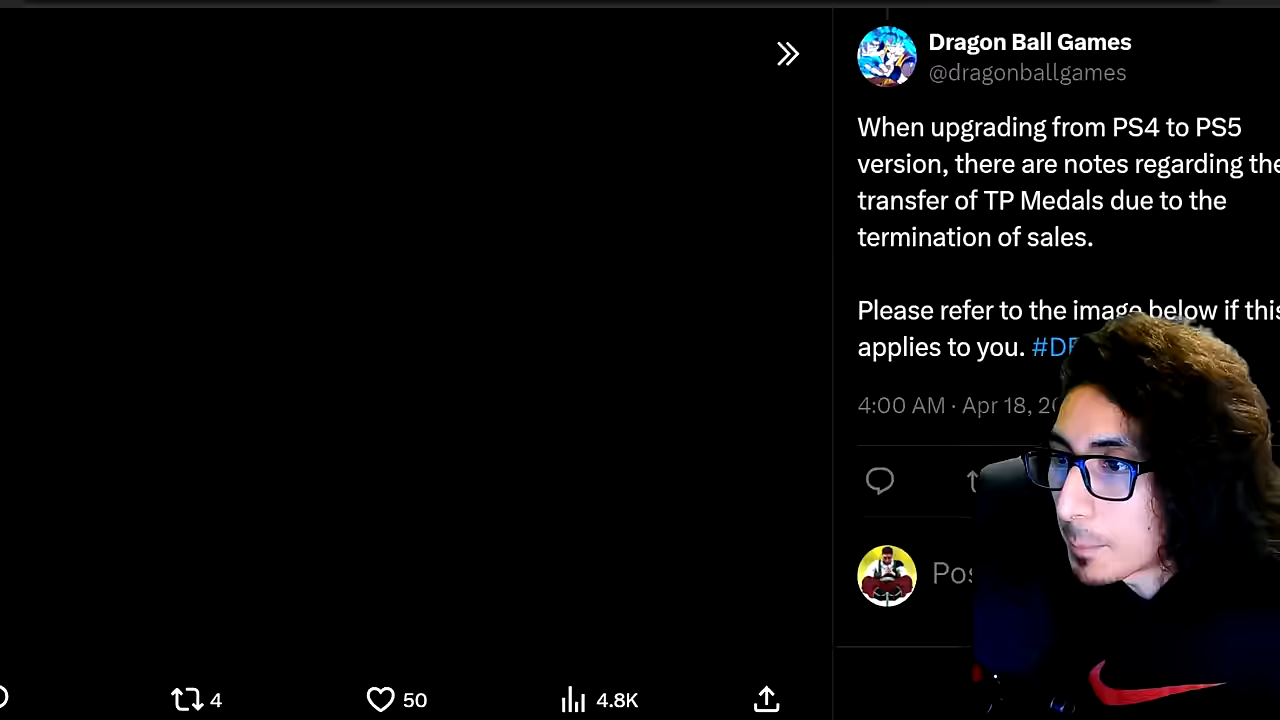 Dragon Ball Games
@dragonballgames
When upgrading from PS4 to PS5
version, there are notes regarding the
transfer of TP Medals due to the
termination of sales.
Please refer to the image below if this
applies to you.
4:00 AM · Apr 18,
4 50 4.8K